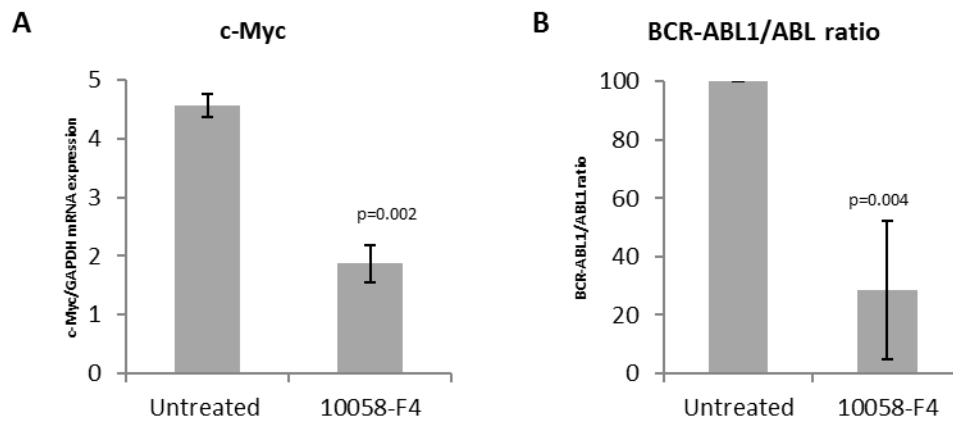 A
c-Myc
c-Myc/GAPDH mRNA expression
5
4
3
2
1
0
p=0.002
Untreated
10058-F4
B
BCR-ABL1/ABL ratio
BCR-ABL1/ABL1 ratio
100
80
60
40
20
0
p=0.004
Untreated
10058-F4